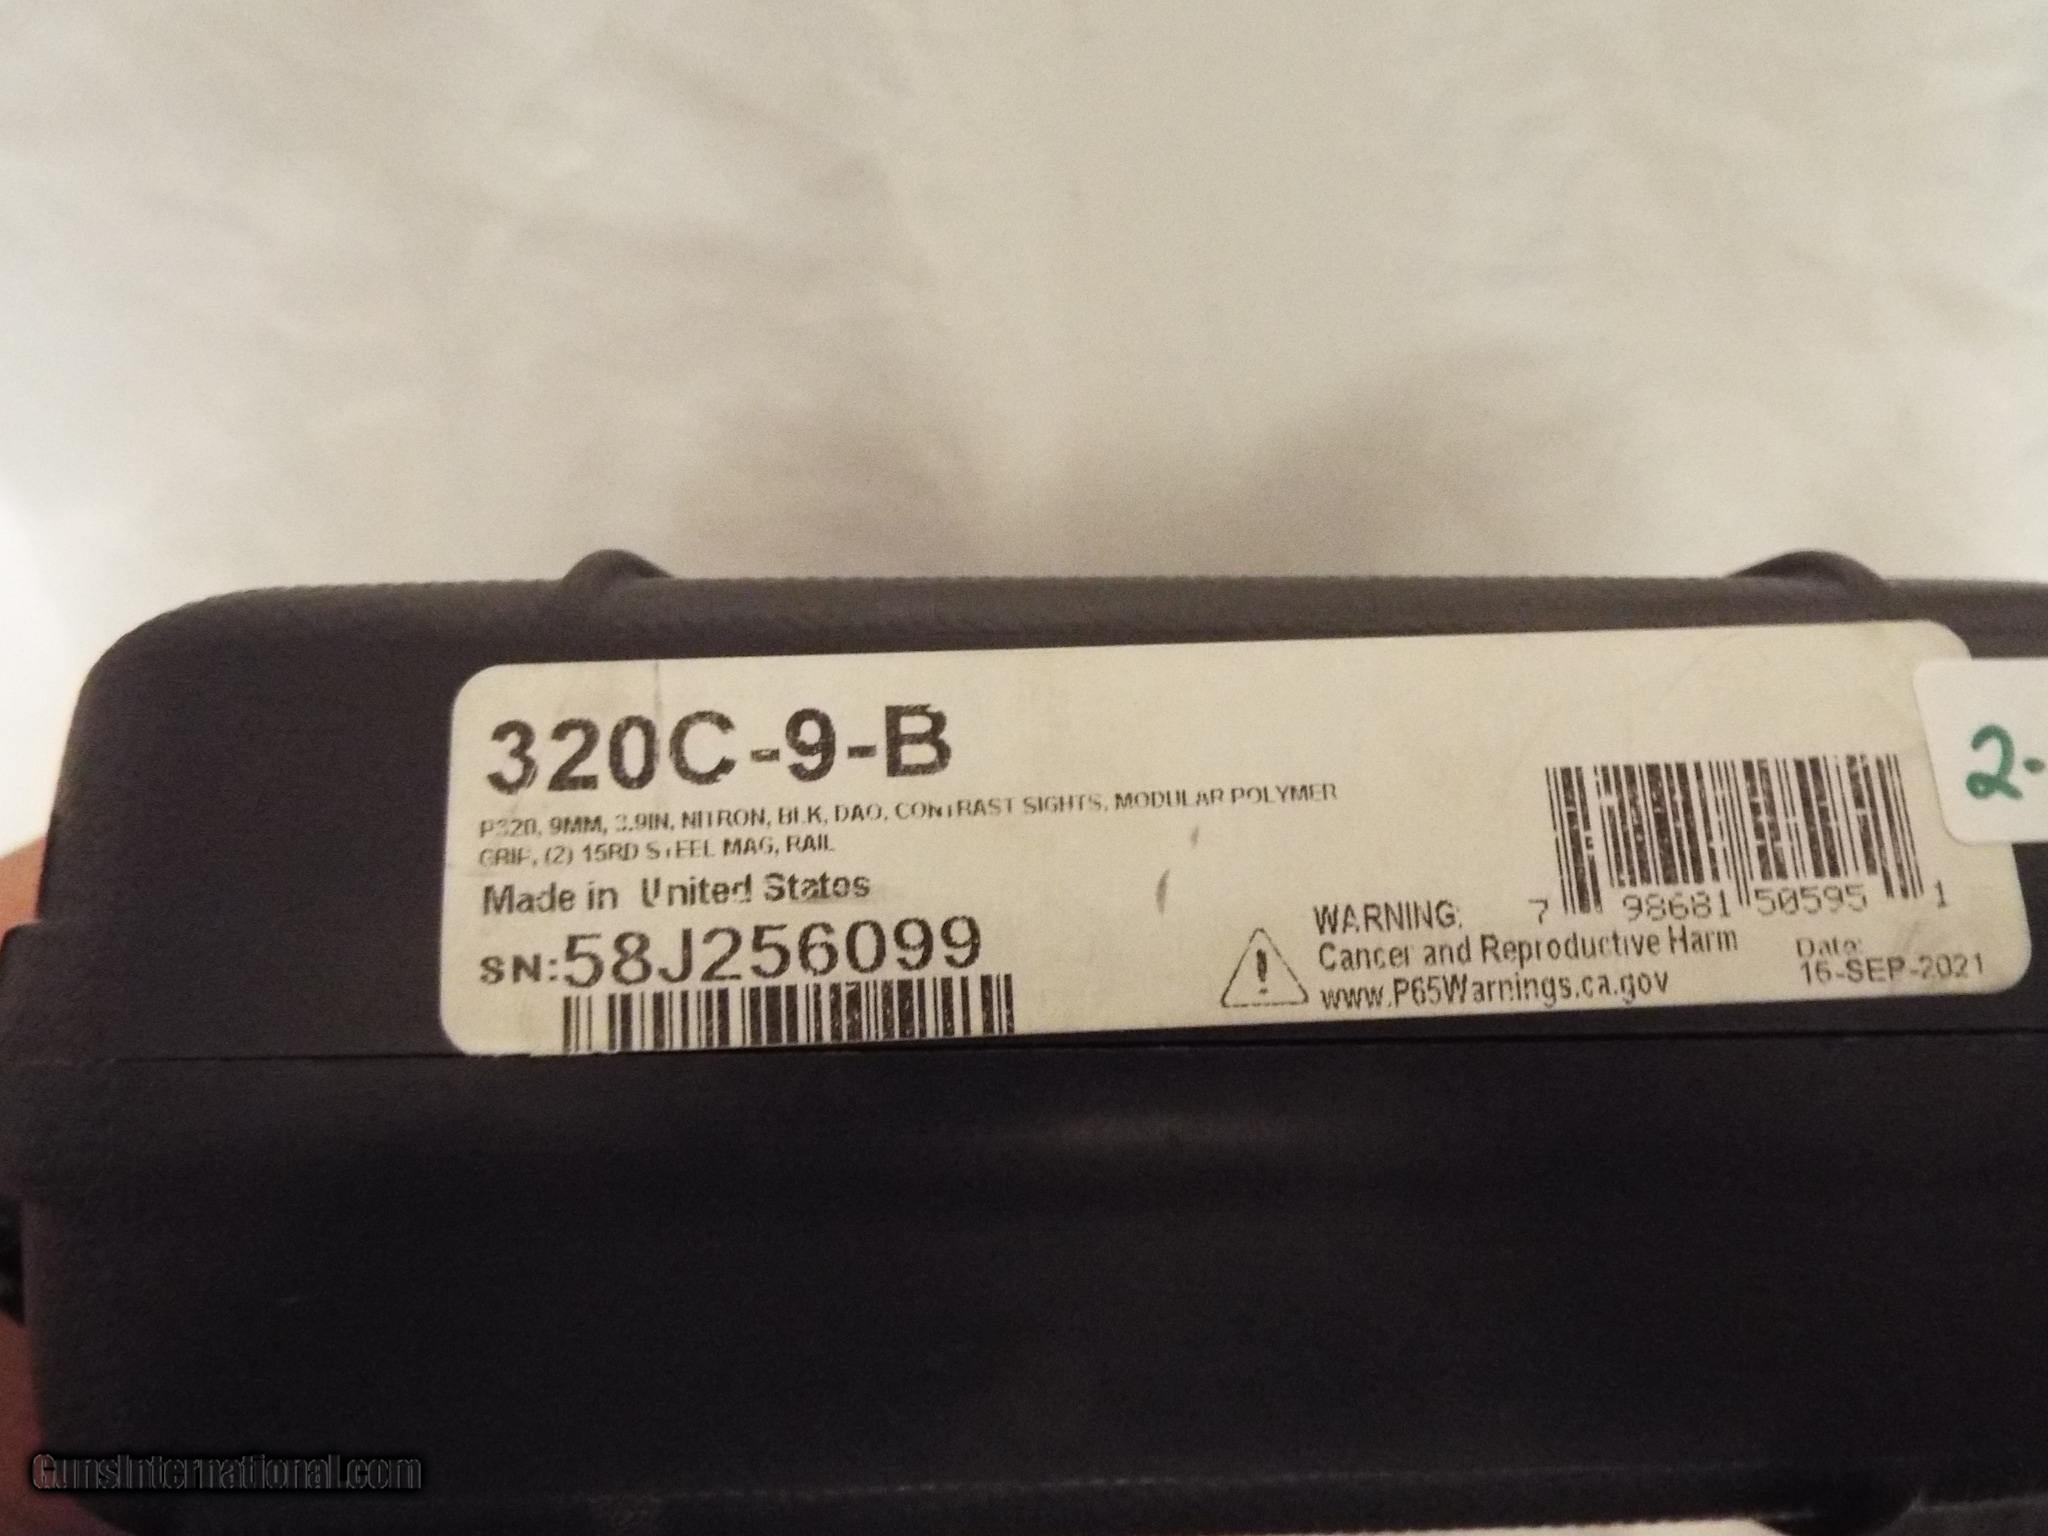 320C-9-B
P320, 9MM, 3.9IN, NITRON, BLK, DAO, CONTRAST SIGHTS, MODULAR POLYMER
GRIP, (2) 15RD STEEL MAG, RAIL
Made in United States
SN:58J256099
7 98681 50595 1
WARNING:
Cancer and Reproductive Harm
www.P65Warnings.ca.gov
Date:
16-SEP-2021
2-
GunsInternational.com